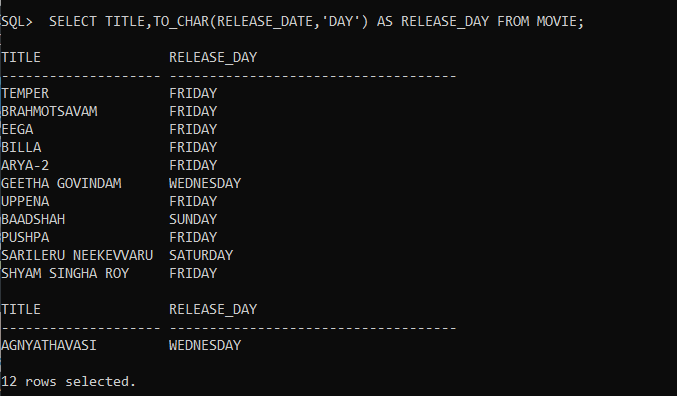 SQL>  SELECT TITLE,TO_CHAR(RELEASE_DATE,'DAY') AS RELEASE_DAY FROM MOVIE;
TITLE                RELEASE_DAY
-------------------- ------------------------------------
TEMPER               FRIDAY
BRAHMOTSAVAM         FRIDAY
EEGA                 FRIDAY
BILLA                FRIDAY
ARYA-2               FRIDAY
GEETHA GOVINDAM      WEDNESDAY
UPPENA               FRIDAY
BAADSHAH             SUNDAY
PUSHPA               FRIDAY
SARILERU NEEKEVVARU  SATURDAY
SHYAM SINGHA ROY     FRIDAY
TITLE                RELEASE_DAY
-------------------- ------------------------------------
AGNYATHAVASI         WEDNESDAY
12 rows selected.